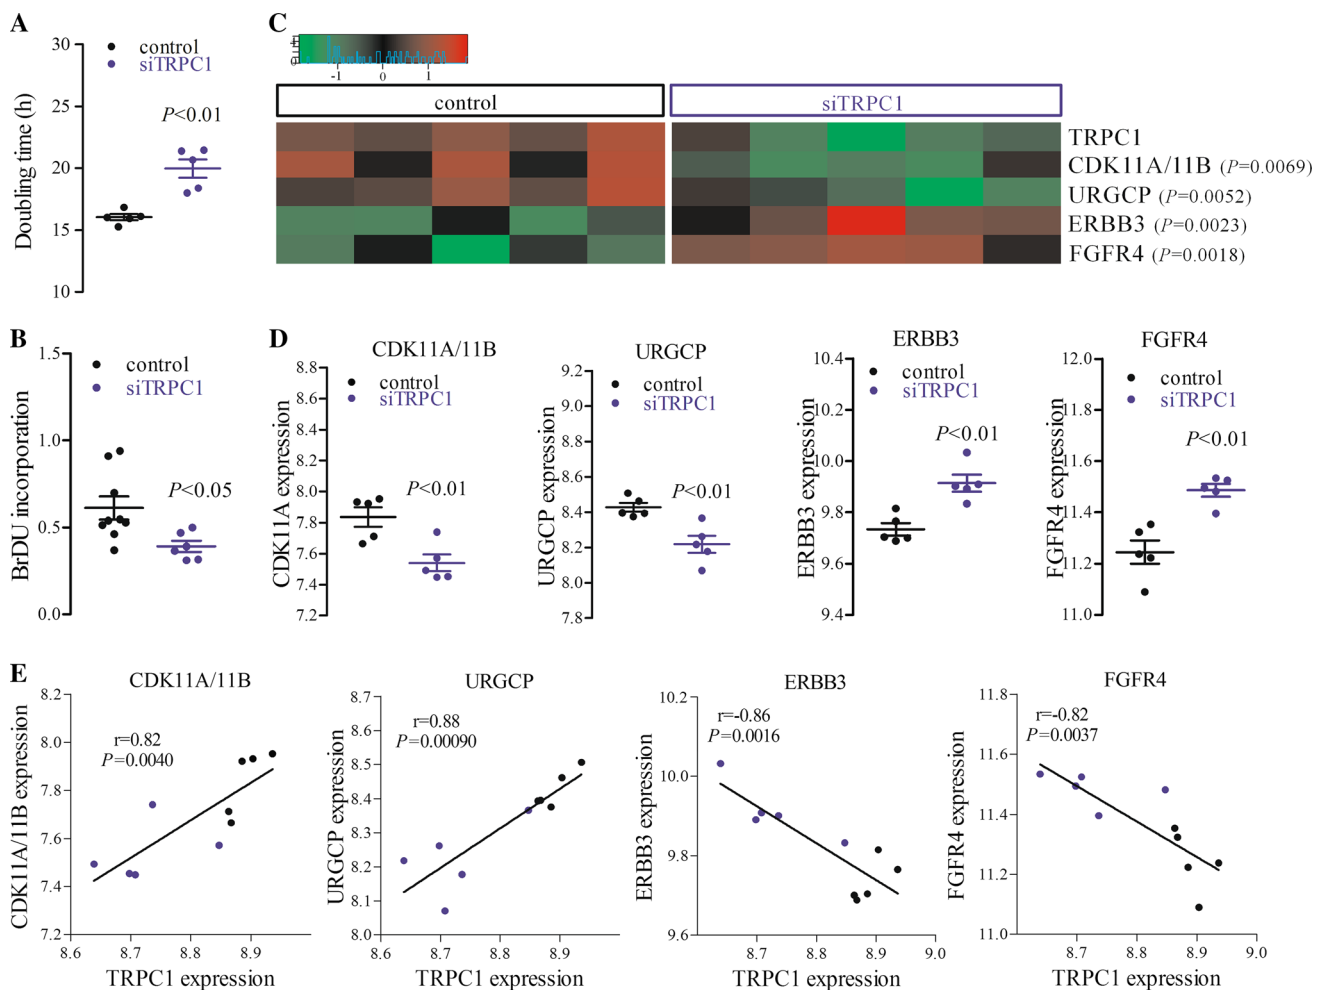 A
30
25
20
15
10
Doubling time (h)
control
siTRPC1
P<0.01
C
4
0
-1
0
1
control
siTRPC1
TRPC1
CDK11A/11B (P=0.0069)
URGCP (P=0.0052)
ERBB3 (P=0.0023)
FGFR4 (P=0.0018)
B
1.5
1.0
0.5
0.0
BrDU incorporation
control
siTRPC1
P<0.05
D
CDK11A/11B
8.8
8.6
8.4
8.2
8.0
7.8
7.6
7.4
7.2
CDK11A expression
control
siTRPC1
P<0.01
URGCP
9.2
9.0
8.8
8.6
8.4
8.2
8.0
7.8
URGCP expression
control
siTRPC1
P<0.01
ERBB3
10.4
10.2
10.0
9.8
9.6
9.4
ERBB3 expression
control
siTRPC1
P<0.01
FGFR4
12.0
11.8
11.6
11.4
11.2
11.0
FGFR4 expression
control
siTRPC1
P<0.01
E
CDK11A/11B
8.2
8.0
7.8
7.6
7.4
7.2
CDK11A/11B expression
r=0.82
P=0.0040
8.6
8.7
8.8
8.9
TRPC1 expression
URGCP
8.7
8.6
8.5
8.4
8.3
8.2
8.1
8.0
URGCP expression
r=0.88
P=0.00090
8.6
8.7
8.8
8.9
TRPC1 expression
ERBB3
10.2
10.0
9.8
9.6
ERBB3 expression
r=-0.86
P=0.0016
8.7
8.8
8.9
9.0
TRPC1 expression
FGFR4
11.8
11.6
11.4
11.2
11.0
FGFR4 expression
r=-0.82
P=0.0037
8.7
8.8
8.9
9.0
TRPC1 expression